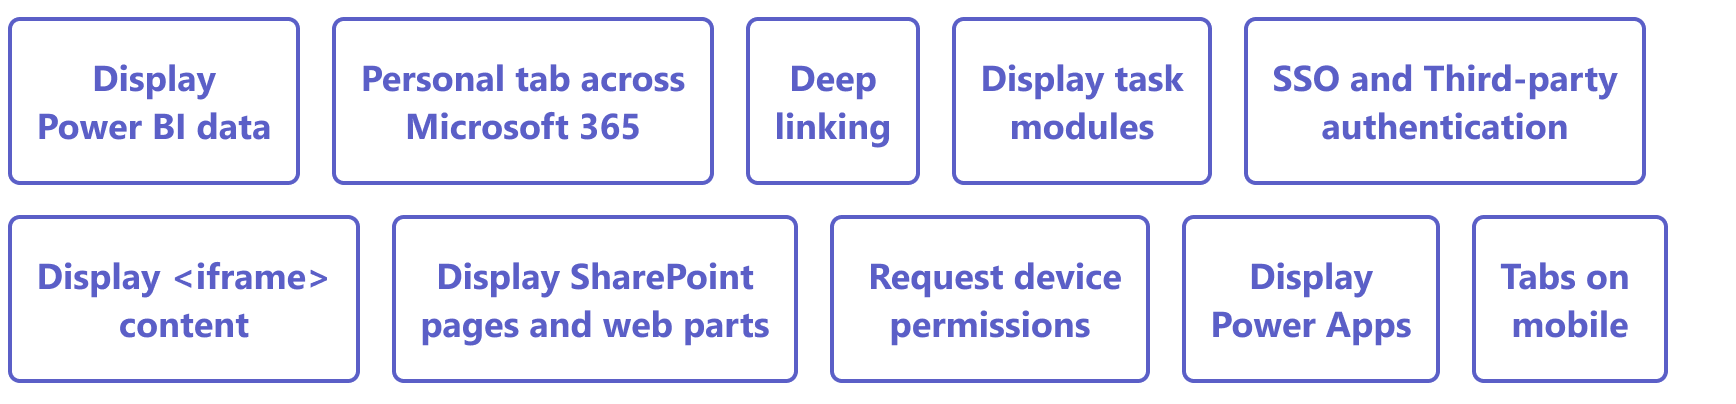 Display
Power BI data
Personal tab across
Microsoft 365
Deep
linking
Display task
modules
SSO and Third-party
authentication
Display <iframe>
content
Display SharePoint
pages and web parts
Request device
permissions
Display
Power Apps
Tabs on
mobile